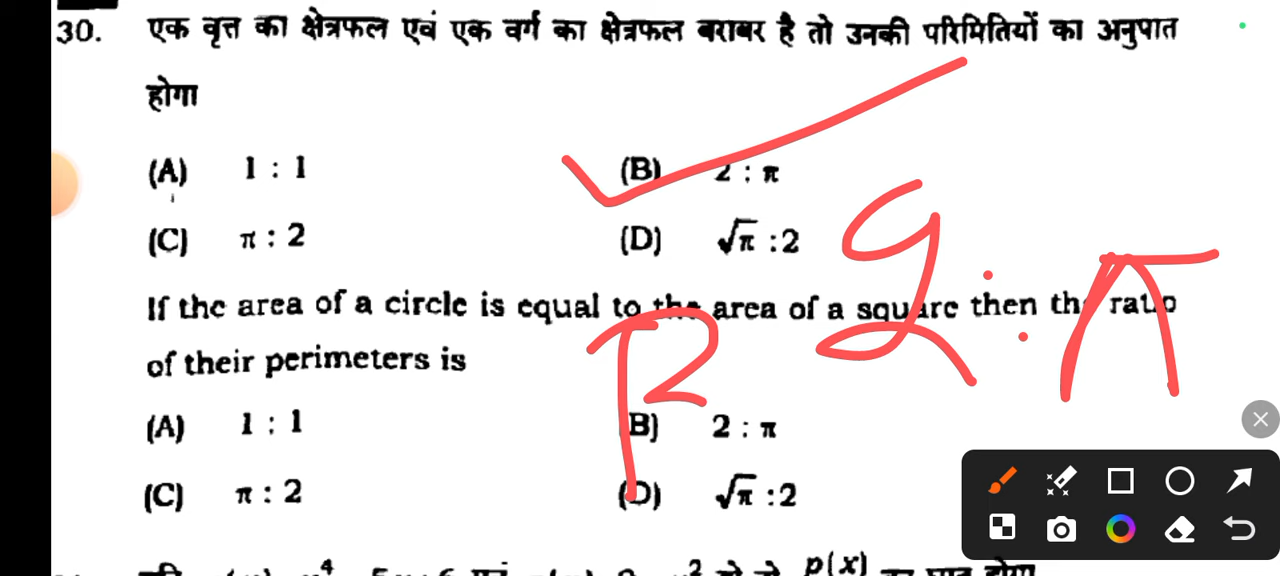 30. एक वृत्त का क्षेत्रफल एवं एक वर्ग का क्षेत्रफल बराबर है तो उनकी परिमितियों का अनुपात
होगा
(A) 1 : 1 (B) 2 : π
(C) π : 2 (D) √π : 2
2 : π
If the area of a circle is equal to the area of a square then the ratio
of their perimeters is
(A) 1 : 1 (B) 2 : π
(C) π : 2 (D) √π : 2